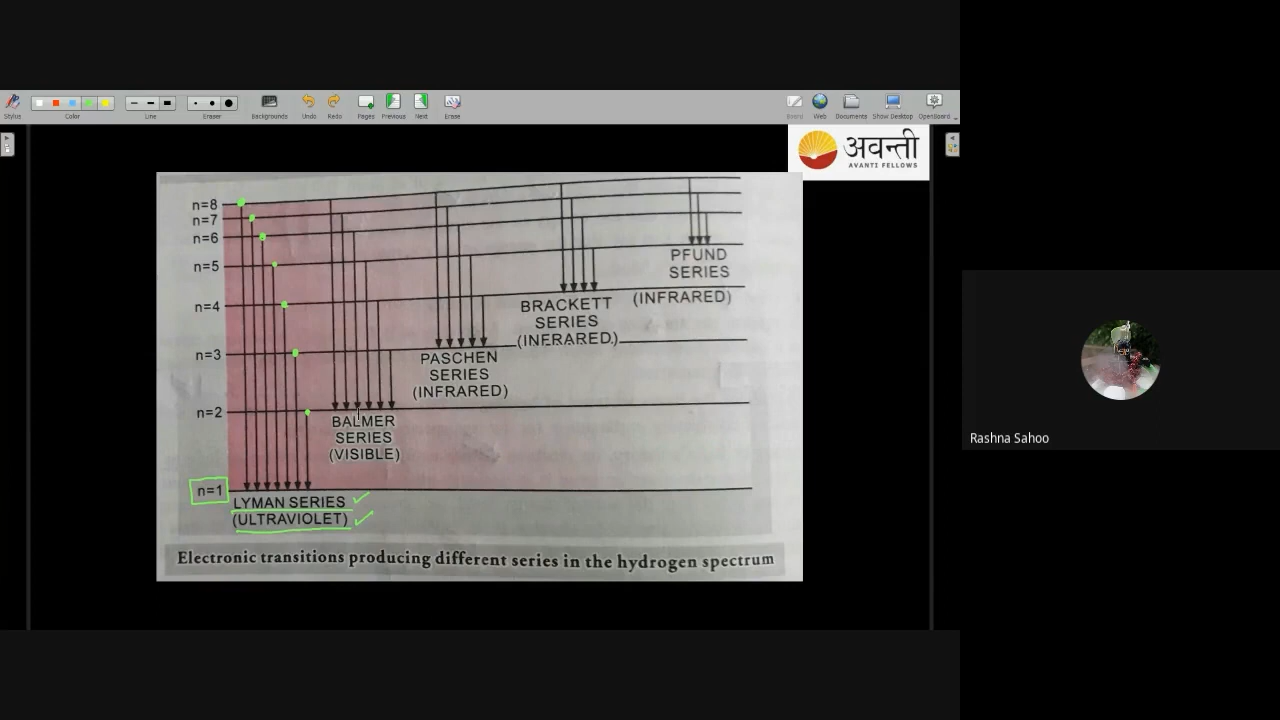 Stylus
Color
Line
Eraser
Backgrounds
Undo
Redo
Pages
Previous
Next
Erase
Board
Web
Documents
Show Desktop
OpenBoard
अवन्ती
AVANTI FELLOWS
n=8
n=7
n=6
n=5
n=4
n=3
n=2
n=1
PFUND
SERIES
(INFRARED)
BRACKETT
SERIES
(INFRARED)
PASCHEN
SERIES
(INFRARED)
BALMER
SERIES
(VISIBLE)
LYMAN SERIES
(ULTRAVIOLET)
Electronic transitions producing different series in the hydrogen spectrum
Rashna Sahoo